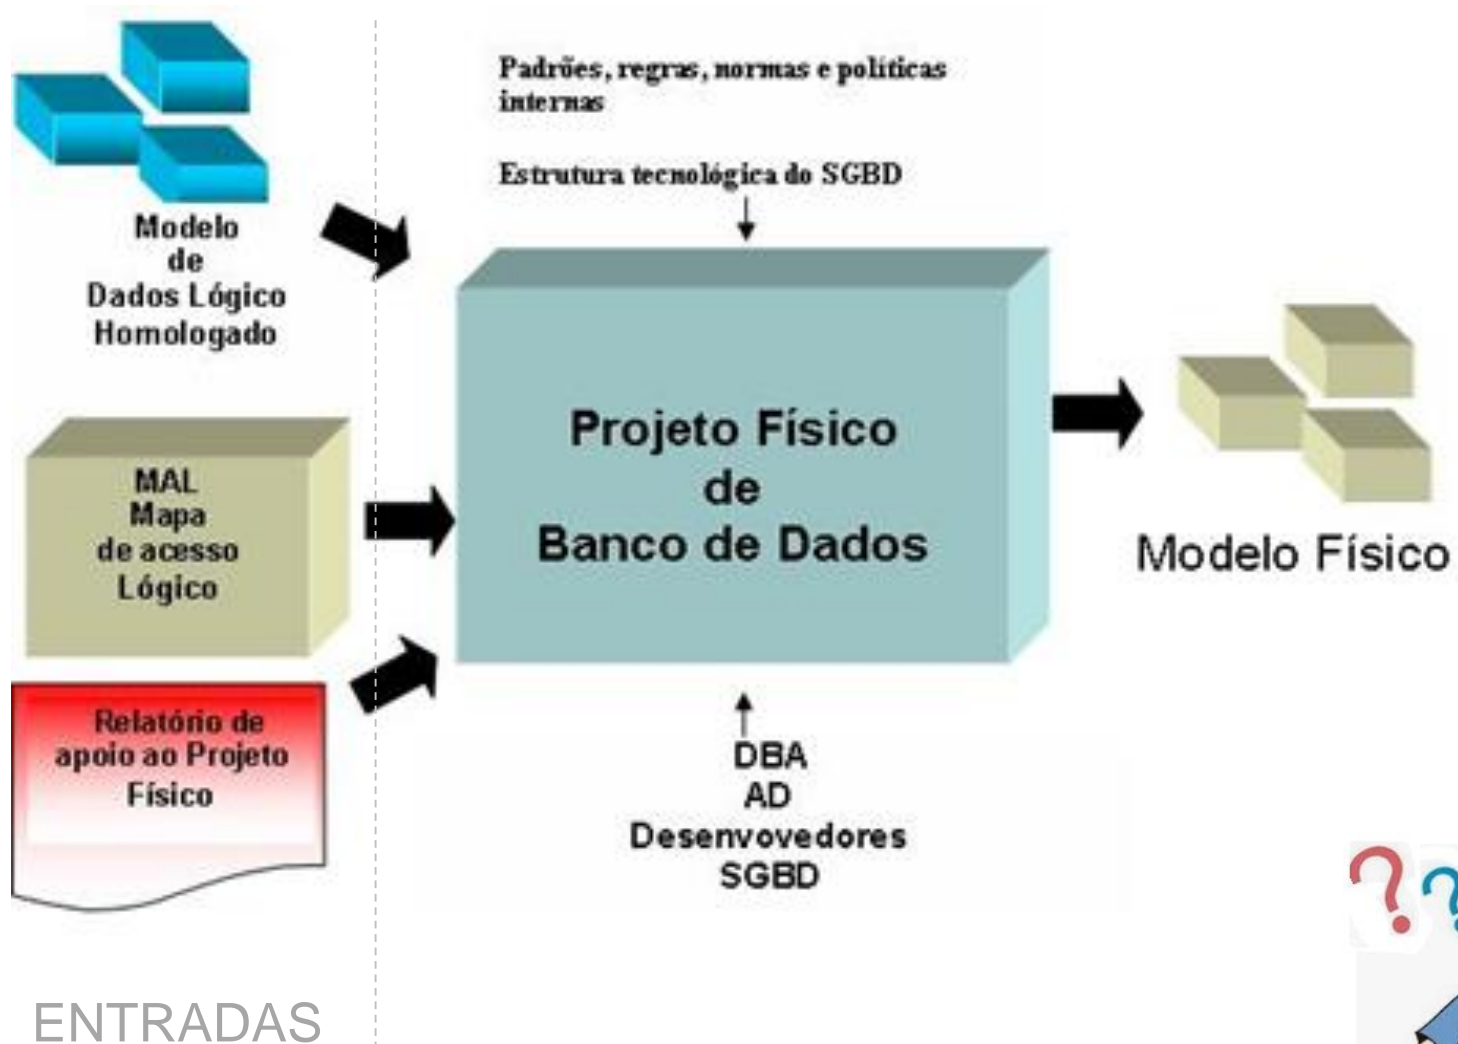 Padrões, regras, normas e políticas
internas
Estrutura tecnológica do SGBD
Modelo
de
Dados Lógico
Homologado
MAL
Mapa
de acesso
Lógico
Relatório de
apoio ao Projeto
Físico
Projeto Físico
de
Banco de Dados
Modelo Físico
DBA
AD
Desenvovedores
SGBD
ENTRADAS
? ?